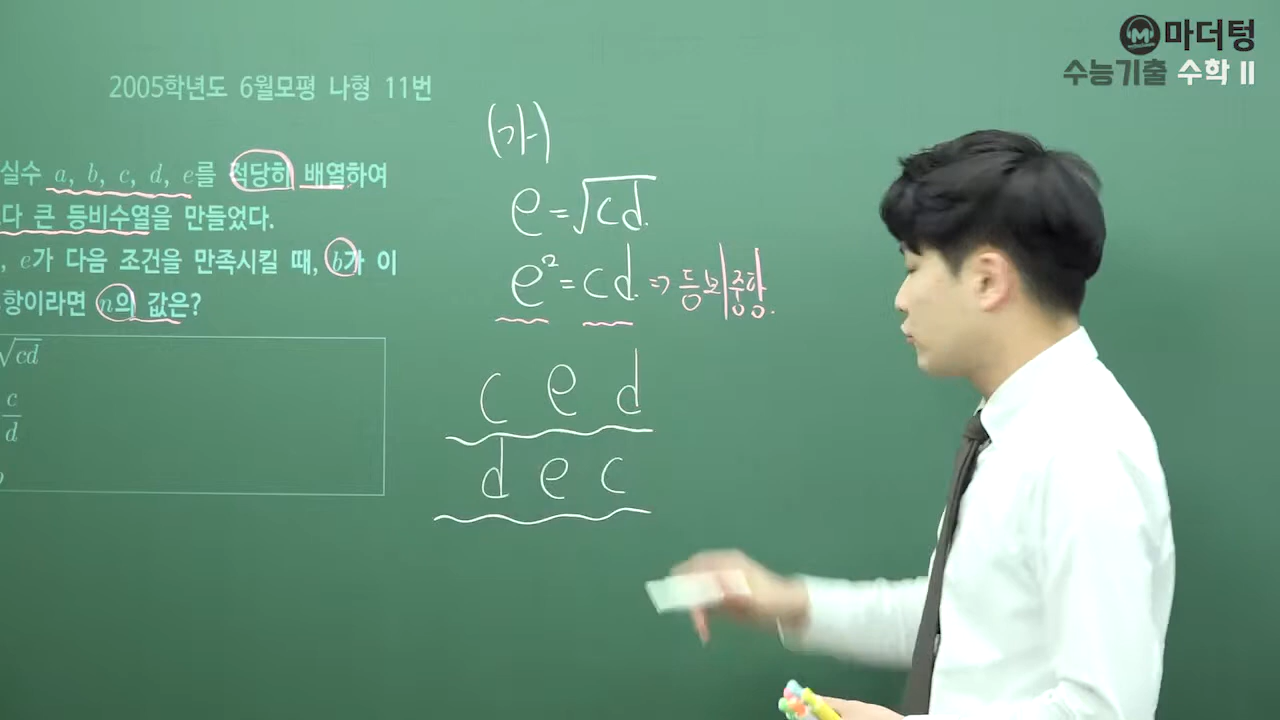 마더텅
수능기출 수학 II
2005학년도 6월모평 나형 11번
실수 a, b, c, d, e를 적당히 배열하여
다 큰 등비수열을 만들었다.
, e가 다음 조건을 만족시킬 때, b가 이
항이라면 n의 값은?
√cd
c/d
(가)
e=√cd.
e²=cd. ⇒ 등비중항.
c e d
d e c